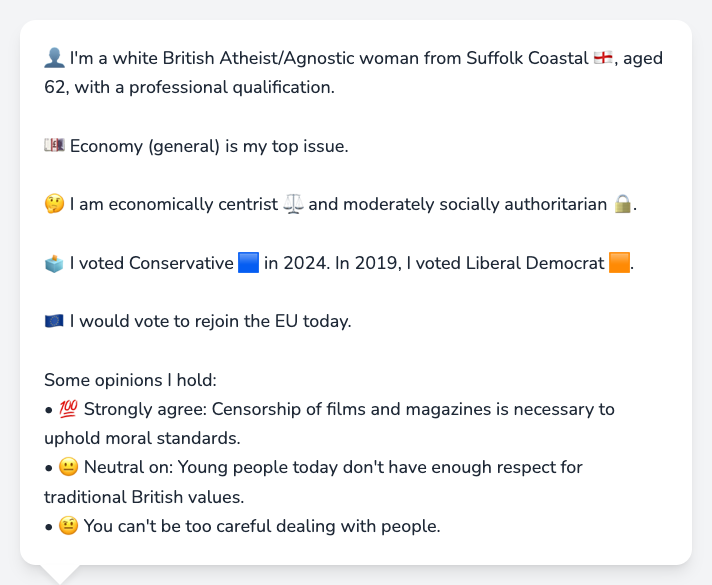 👤 I'm a white British Atheist/Agnostic woman from Suffolk Coastal 🏴󠁧󠁢󠁥󠁮󠁧󠁿, aged
62, with a professional qualification.
💷 Economy (general) is my top issue.
🤔 I am economically centrist ⚖️ and moderately socially authoritarian 🔒.
🗳️ I voted Conservative 🟦 in 2024. In 2019, I voted Liberal Democrat 🟧.
🇪🇺 I would vote to rejoin the EU today.
Some opinions I hold:
• 💯 Strongly agree: Censorship of films and magazines is necessary to
uphold moral standards.
• 😐 Neutral on: Young people today don't have enough respect for
traditional British values.
• 🤨 You can't be too careful dealing with people.